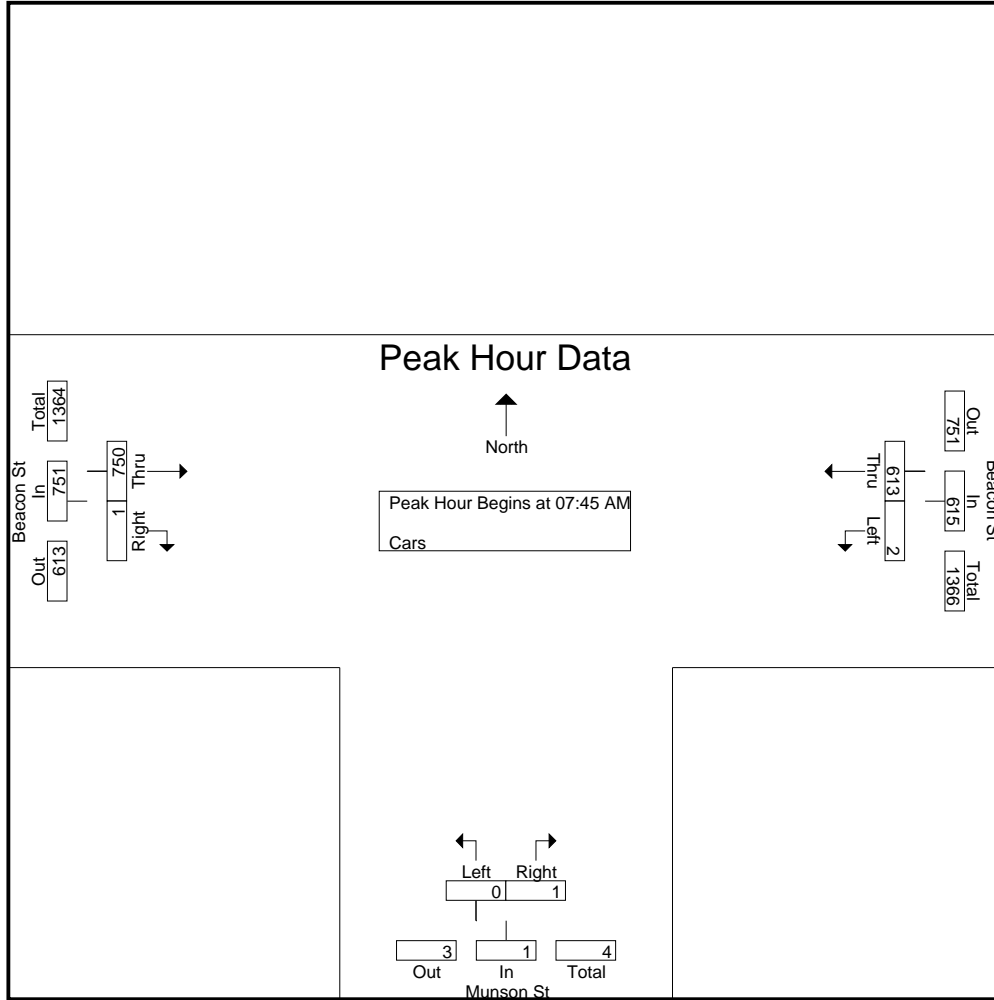 Peak Hour Data
North
Peak Hour Begins at 07:45 AM
Cars
Beacon St
Total
1364
In
751
Out
613
750
Thru
1
Right
Beacon St
Out
751
In
615
Total
1366
613
Thru
2
Left
Left
Right
0
1
3
1
4
Out
In
Total
Munson St